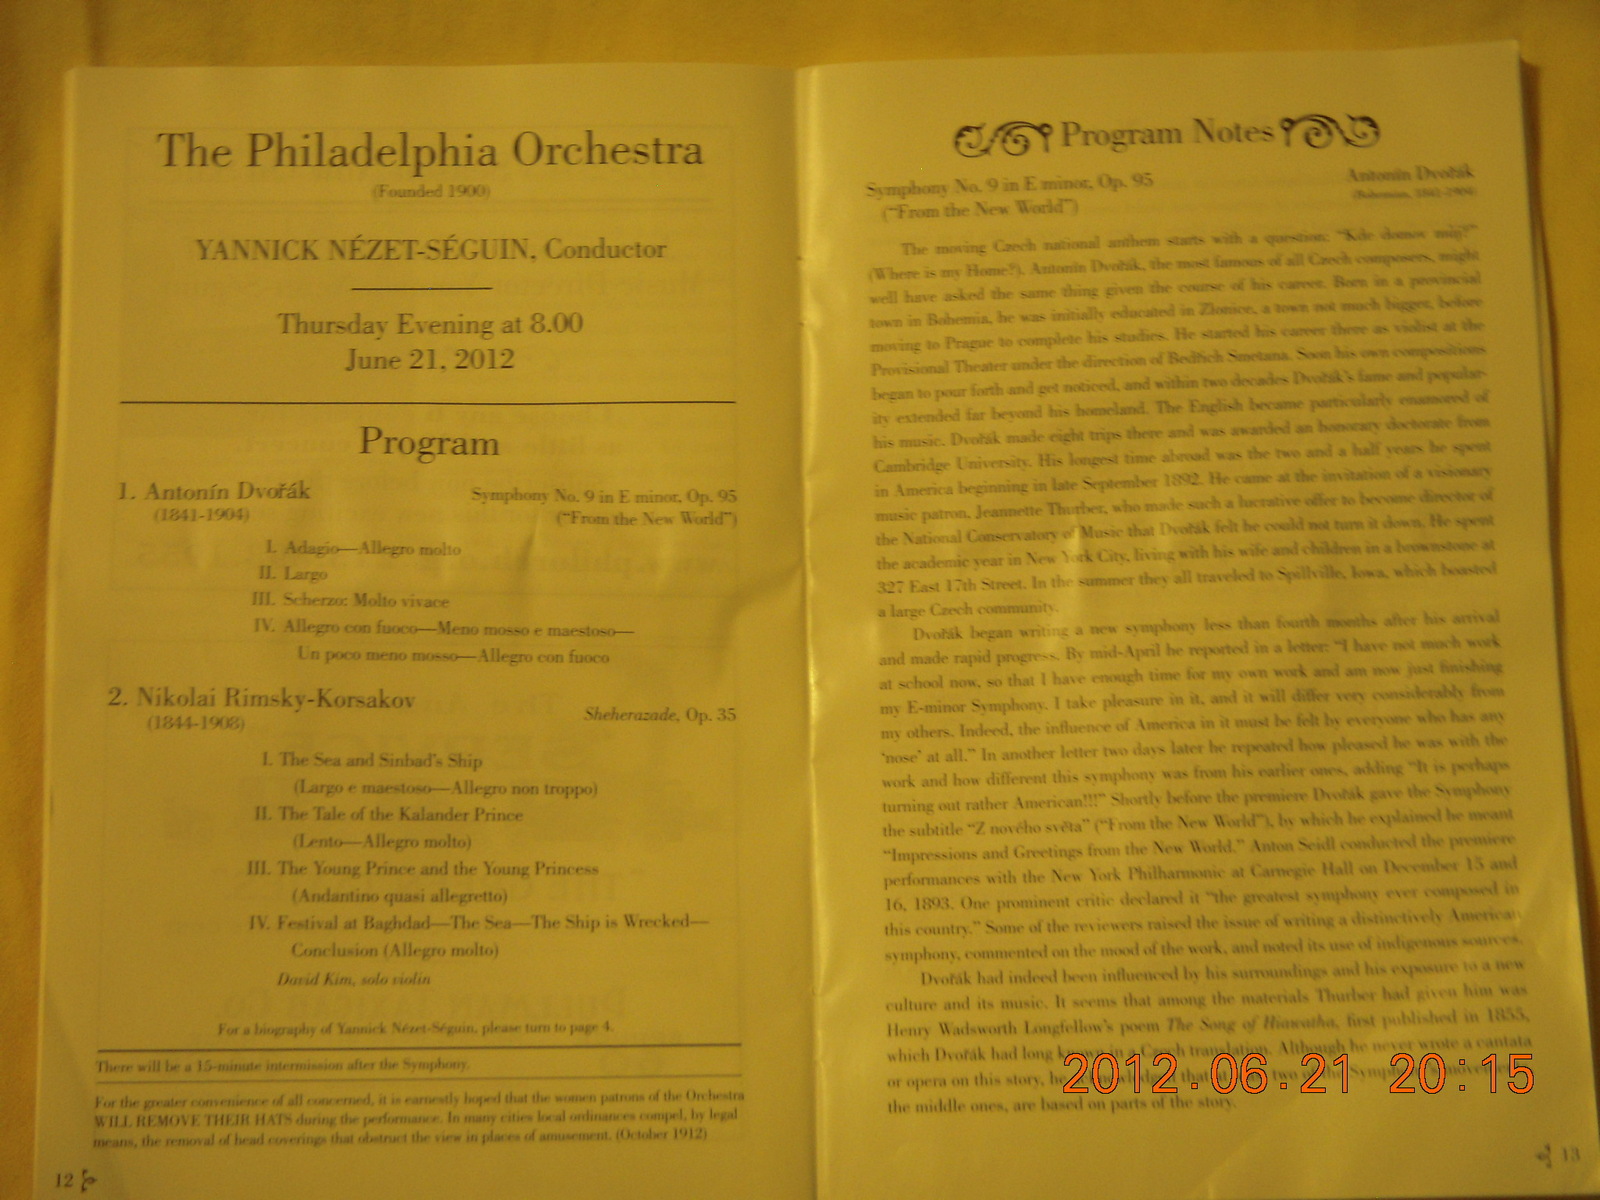 The Philadelphia Orchestra
(Founded 1900)
YANNICK NÉZET-SÉGUIN, Conductor
Thursday Evening at 8.00
June 21, 2012
Program
1. Antonín Dvořák Symphony No. 9 in E minor, Op. 95
(1841-1904) ("From the New World")
I. Adagio—Allegro molto
II. Largo
III. Scherzo: Molto vivace
IV. Allegro con fuoco—Meno mosso e maestoso—
Un poco meno mosso—Allegro con fuoco
2. Nikolai Rimsky-Korsakov Sheherazade, Op. 35
(1844-1908)
I. The Sea and Sinbad's Ship
(Largo e maestoso—Allegro non troppo)
II. The Tale of the Kalander Prince
(Lento—Allegro molto)
III. The Young Prince and the Young Princess
(Andantino quasi allegretto)
IV. Festival at Baghdad—The Sea—The Ship is Wrecked—
Conclusion (Allegro molto)
David Kim, solo violin
For a biography of Yannick Nézet-Séguin, please turn to page 4.
There will be a 15-minute intermission after the Symphony.
For the greater convenience of all concerned, it is earnestly hoped that the women patrons of the Orchestra
WILL REMOVE THEIR HATS during the performance. In many cities local ordinances compel, by legal
means, the removal of head coverings that obstruct the view in places of amusement. (October 1912)
12
Program Notes
Symphony No. 9 in E minor, Op. 95 Antonín Dvořák
("From the New World") (Bohemian, 1841-1904)
The moving Czech national anthem starts with a question: "Kde domov můj?"
(Where is my Home?). Antonín Dvořák, the most famous of all Czech composers, might
well have asked the same thing given the course of his career. Born in a provincial
town in Bohemia, he was initially educated in Zlonice, a town not much bigger, before
moving to Prague to complete his studies. He started his career there as violist at the
Provisional Theater under the direction of Bedřich Smetana. Soon his own compositions
began to pour forth and get noticed, and within two decades Dvořák's fame and popular-
ity extended far beyond his homeland. The English became particularly enamored of
his music. Dvořák made eight trips there and was awarded an honorary doctorate from
Cambridge University. His longest time abroad was the two and a half years he spent
in America beginning in late September 1892. He came at the invitation of a visionary
music patron, Jeannette Thurber, who made such a lucrative offer to become director of
the National Conservatory of Music that Dvořák felt he could not turn it down. He spent
the academic year in New York City, living with his wife and children in a brownstone at
327 East 17th Street. In the summer they all traveled to Spillville, Iowa, which boasted
a large Czech community.
Dvořák began writing a new symphony less than fourth months after his arrival
and made rapid progress. By mid-April he reported in a letter: "I have not much work
at school now, so that I have enough time for my own work and am now just finishing
my E-minor Symphony. I take pleasure in it, and it will differ very considerably from
my others. Indeed, the influence of America in it must be felt by everyone who has any
'nose' at all." In another letter two days later he repeated how pleased he was with the
work and how different this symphony was from his earlier ones, adding "It is perhaps
turning out rather American!!!" Shortly before the premiere Dvořák gave the Symphony
the subtitle "Z nového světa" ("From the New World"), by which he explained he meant
"Impressions and Greetings from the New World." Anton Seidl conducted the premiere
performances with the New York Philharmonic at Carnegie Hall on December 15 and
16, 1893. One prominent critic declared it "the greatest symphony ever composed in
this country." Some of the reviewers raised the issue of writing a distinctively American
symphony, commented on the mood of the work, and noted its use of indigenous sources.
Dvořák had indeed been influenced by his surroundings and his exposure to a new
culture and its music. It seems that among the materials Thurber had given him was
Henry Wadsworth Longfellow's poem The Song of Hiawatha, first published in 1855,
which Dvořák had long known in a Czech translation. Although he never wrote a cantata
or opera on this story, he that two of the Symphony's
the middle ones, are based on parts of the story.
2012.06.21 20:15
13